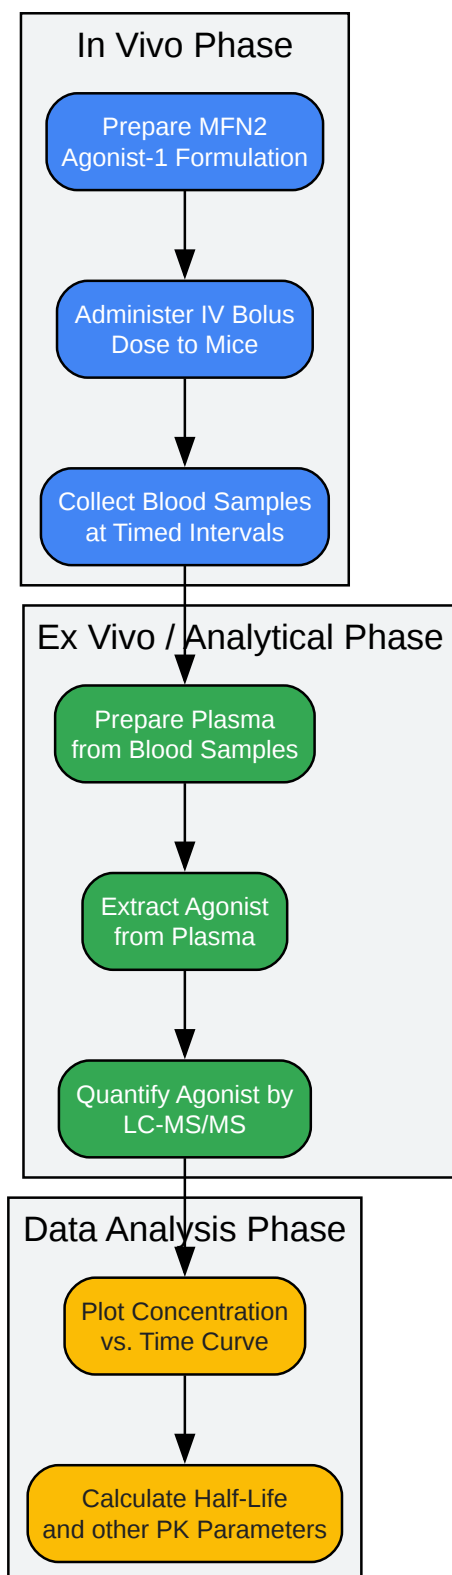 In Vivo Phase
Prepare MFN2
Agonist-1 Formulation
Administer IV Bolus
Dose to Mice
Collect Blood Samples
at Timed Intervals
Ex Vivo / Analytical Phase
Prepare Plasma
from Blood Samples
Extract Agonist
from Plasma
Quantify Agonist by
LC-MS/MS
Data Analysis Phase
Plot Concentration
vs. Time Curve
Calculate Half-Life
and other PK Parameters